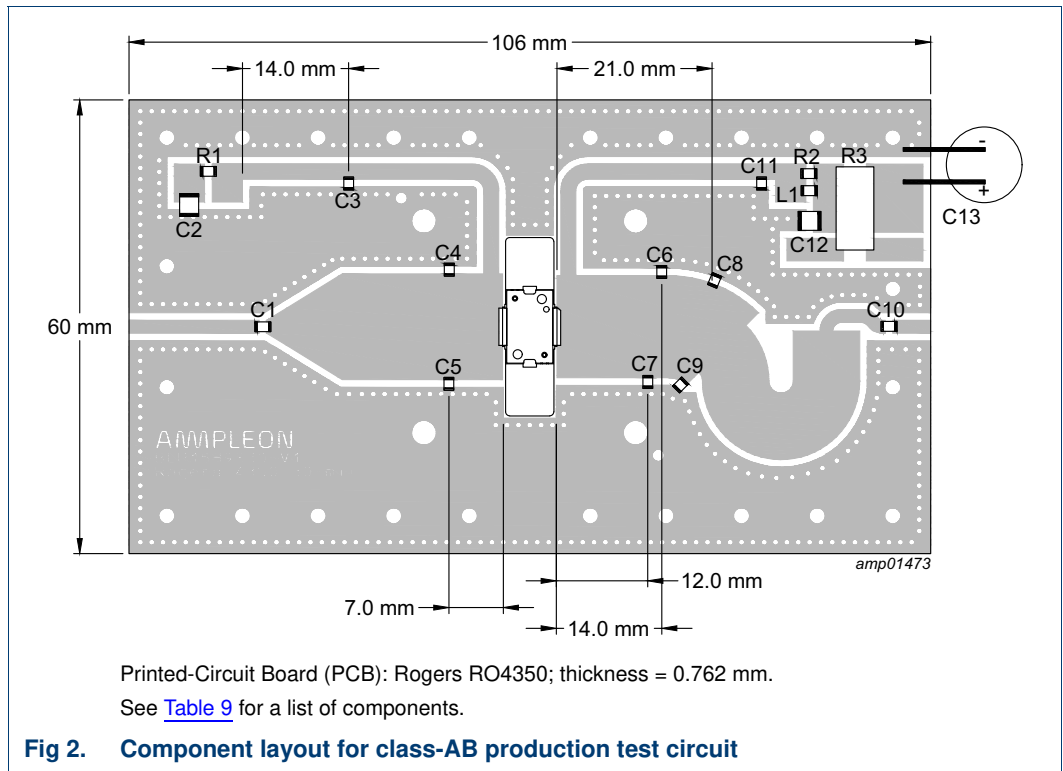 106 mm
14.0 mm
21.0 mm
R1
C3
C2
C11
R2
R3
L1
C12
-
+
C13
C4
C6
C8
60 mm
C1
C10
C5
C7
C9
AMPLEON
amp01473
12.0 mm
7.0 mm
14.0 mm
Printed-Circuit Board (PCB): Rogers RO4350; thickness = 0.762 mm.
See Table 9 for a list of components.
Fig 2. Component layout for class-AB production test circuit